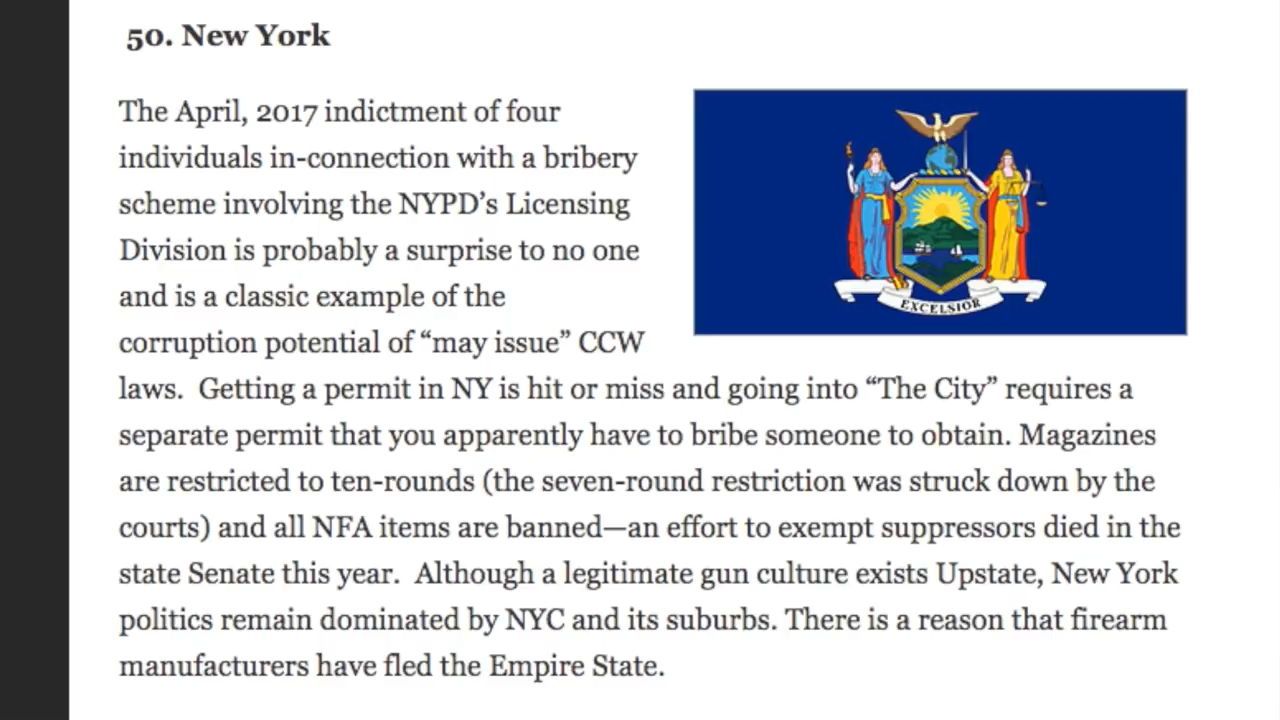 50. New York
The April, 2017 indictment of four
individuals in-connection with a bribery
scheme involving the NYPD’s Licensing
Division is probably a surprise to no one
and is a classic example of the
corruption potential of “may issue” CCW
laws.  Getting a permit in NY is hit or miss and going into “The City” requires a
separate permit that you apparently have to bribe someone to obtain. Magazines
are restricted to ten-rounds (the seven-round restriction was struck down by the
courts) and all NFA items are banned—an effort to exempt suppressors died in the
state Senate this year.  Although a legitimate gun culture exists Upstate, New York
politics remain dominated by NYC and its suburbs. There is a reason that firearm
manufacturers have fled the Empire State.
EXCELSIOR